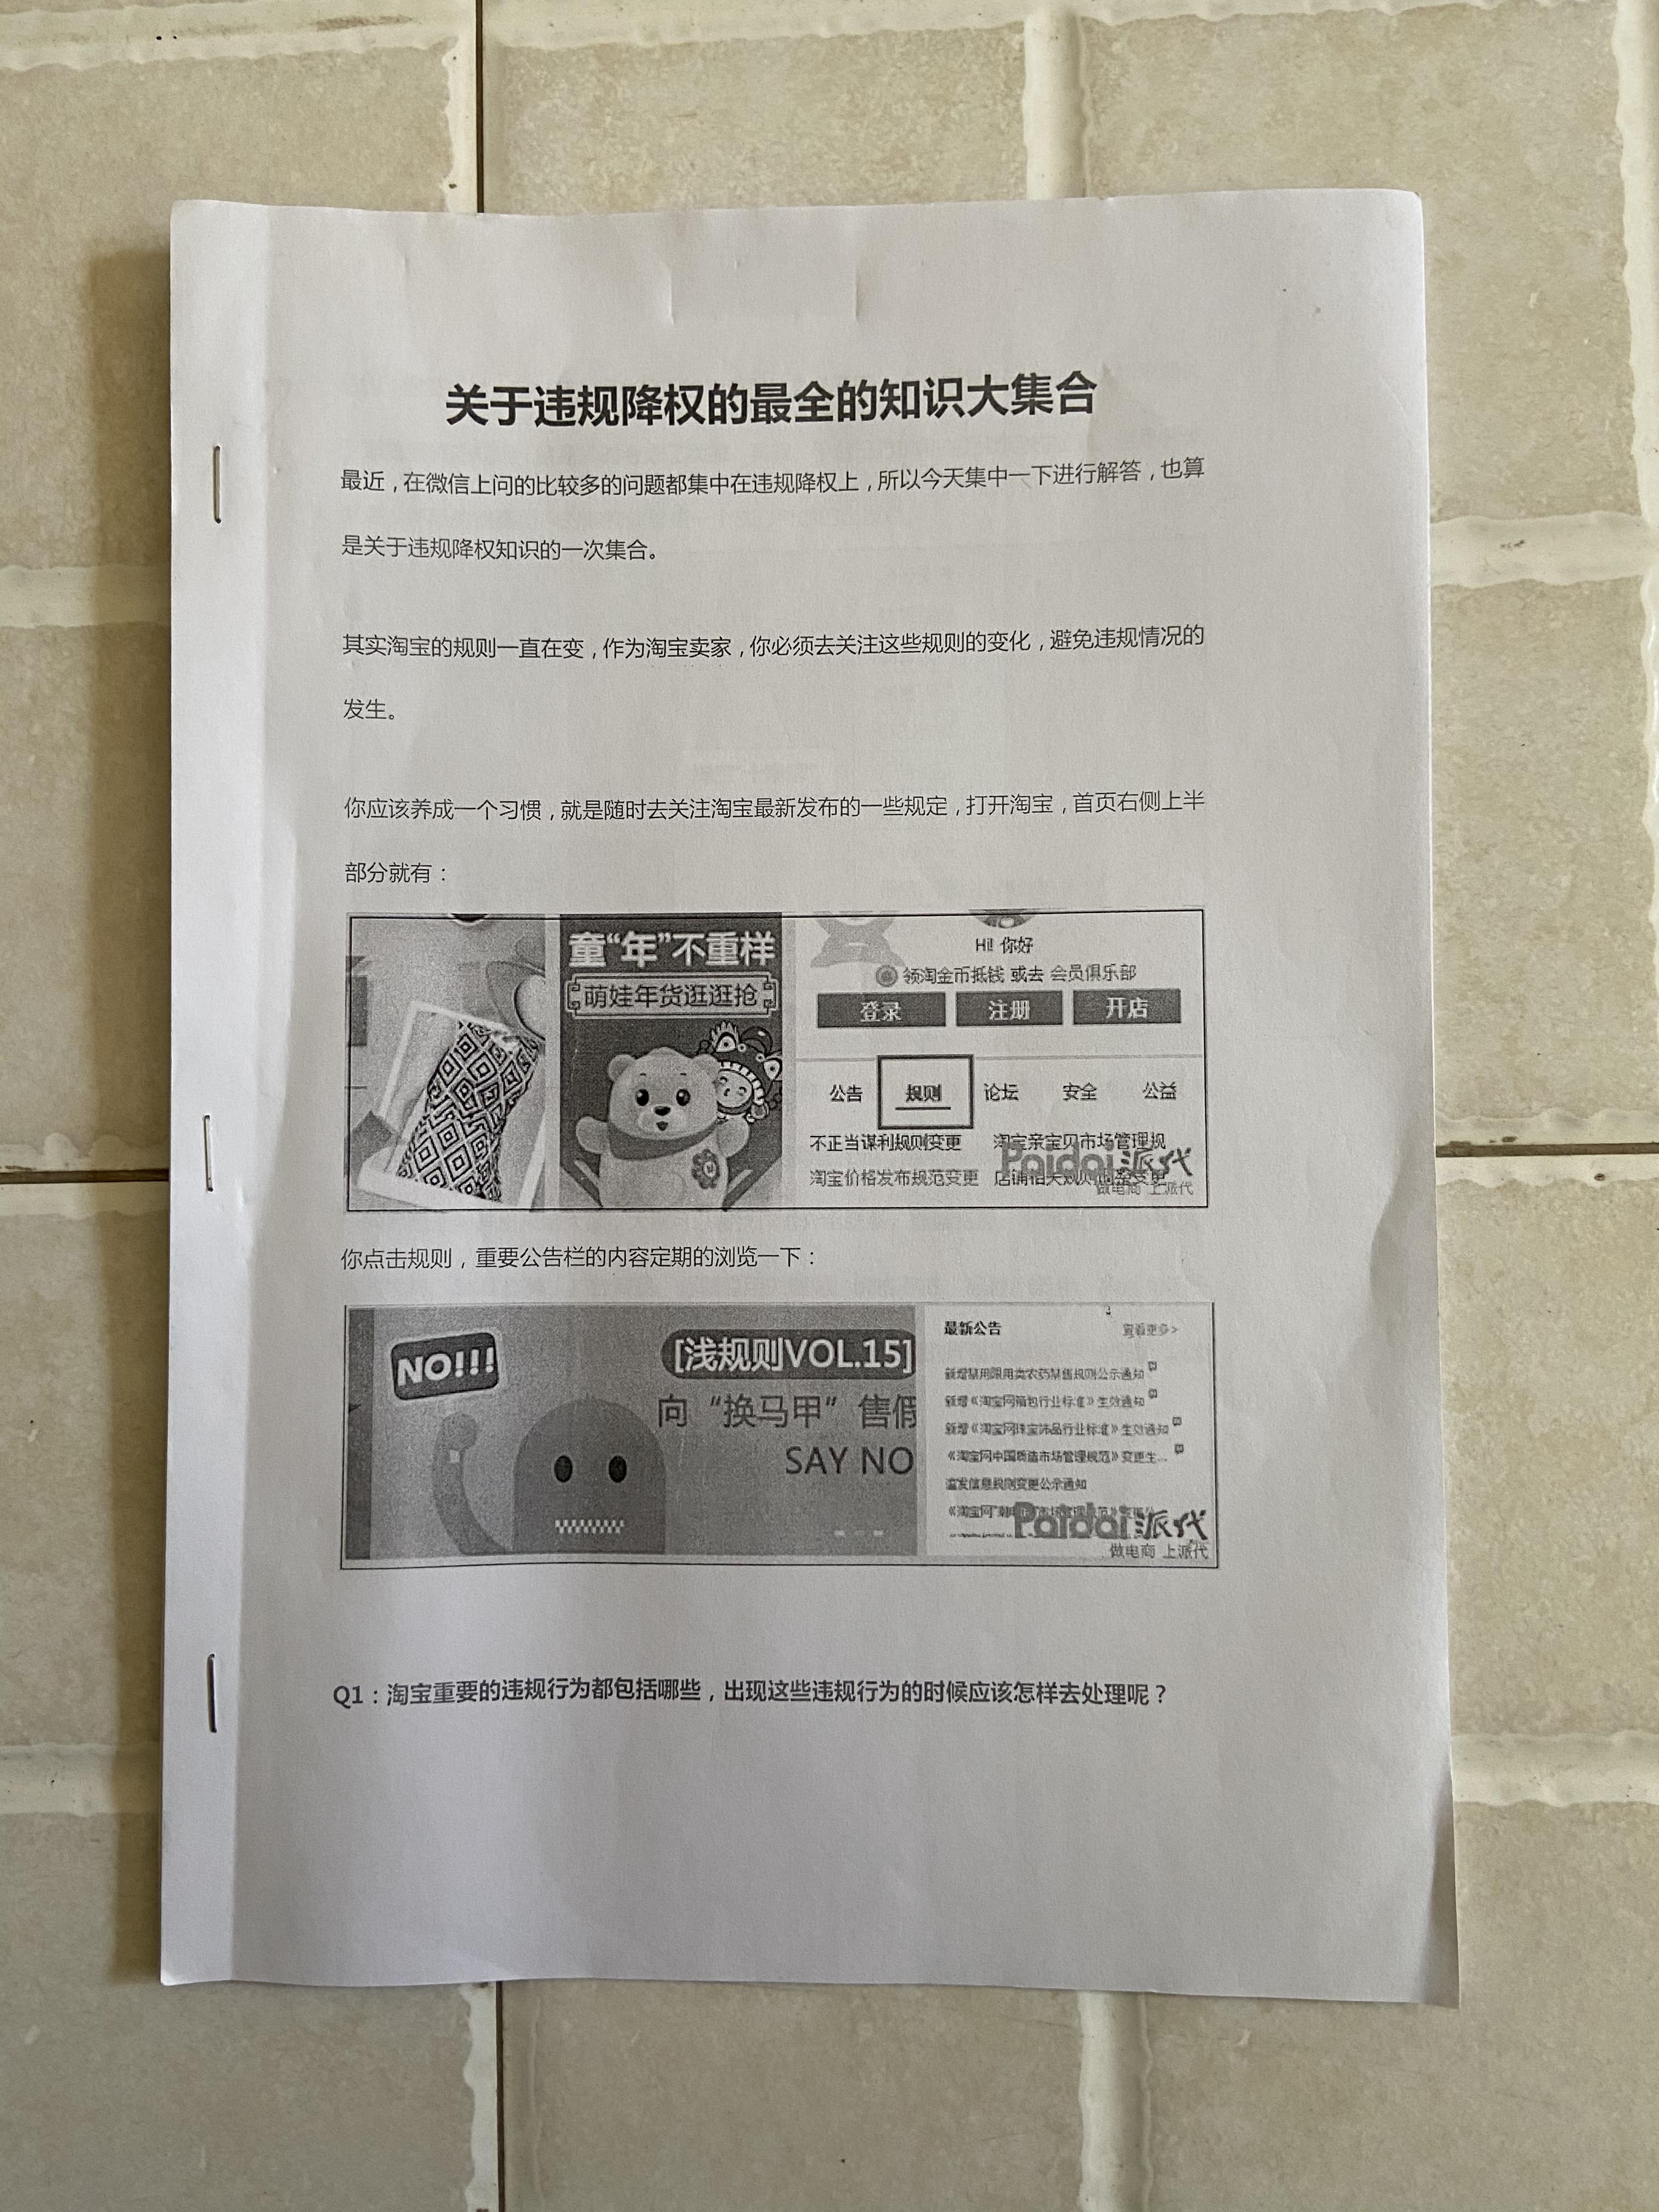 关于违规降权的最全的知识大集合
最近，在微信上问的比较多的问题都集中在违规降权上，所以今天集中一下进行解答，也算
是关于违规降权知识的一次集合。
其实淘宝的规则一直在变，作为淘宝卖家，你必须去关注这些规则的变化，避免违规情况的
发生。
你应该养成一个习惯，就是随时去关注淘宝最新发布的一些规定，打开淘宝，首页右侧上半
部分就有：
童“年”不重样
萌娃年货逛逛抢
Hi! 你好
领淘金币抵钱 或去 会员俱乐部
登录 注册 开店
公告 规则 论坛 安全 公益
不正当谋利规则变更 淘宝亲宝贝市场管理规
淘宝价格发布规范变更 店铺相关规则调整变更
Paidai派代
做电商 上派代
你点击规则，重要公告栏的内容定期的浏览一下：
NO!!!
[浅规则VOL.15]
向“换马甲”售假
SAY NO
最新公告 查看更多>
新增禁用限用类农药禁售规则公示通知
新增《淘宝网箱包行业标准》生效通知
新增《淘宝网珠宝饰品行业标准》生效通知
《淘宝网中国质造市场管理规范》变更生...
滥发信息规则变更公示通知
《淘宝网
Paidai派代
做电商 上派代
Q1：淘宝重要的违规行为都包括哪些，出现这些违规行为的时候应该怎样去处理呢？